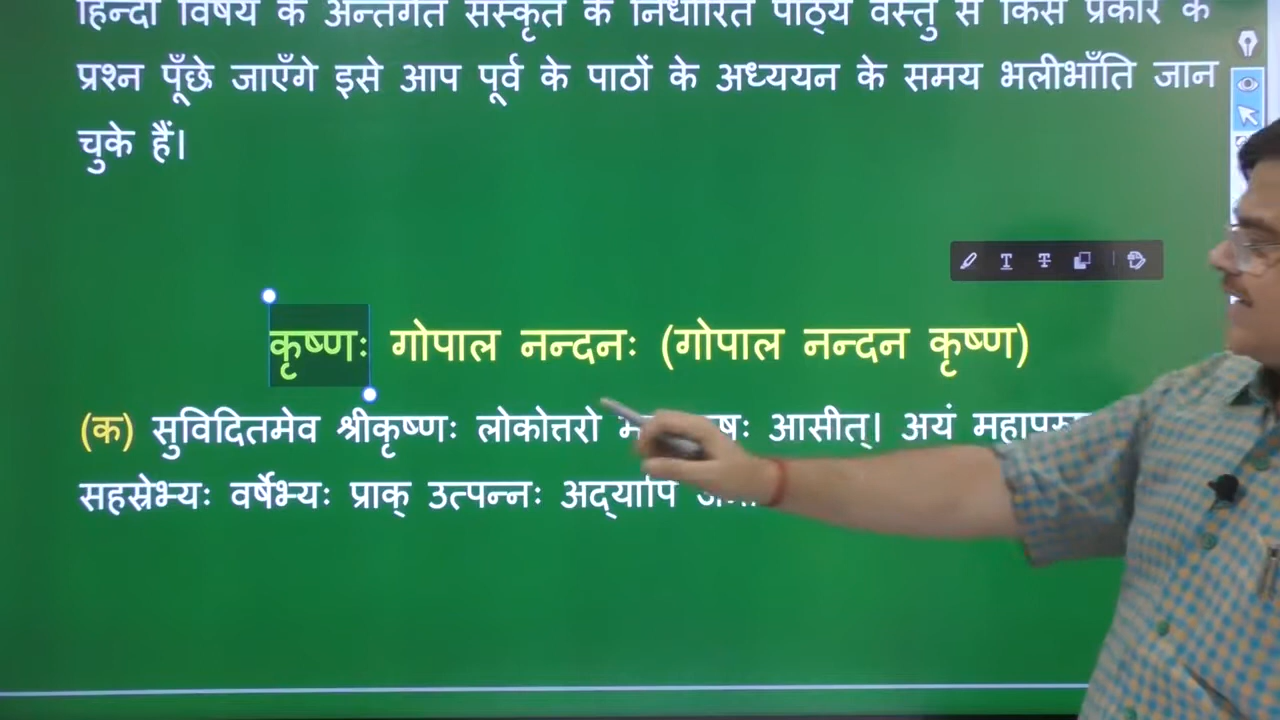 हिन्दी विषय के अन्तर्गत संस्कृत के निर्धारित पाठ्य वस्तु से किस प्रकार के
प्रश्न पूँछे जाएँगे इसे आप पूर्व के पाठों के अध्ययन के समय भलीभाँति जान
चुके हैं।
कृष्णः गोपाल नन्दनः (गोपाल नन्दन कृष्ण)
(क) सुविदितमेव श्रीकृष्णः लोकोत्तरो आसीत्। अयं
सहस्रेभ्यः वर्षेभ्यः प्राक् उत्पन्नः अद्यापि